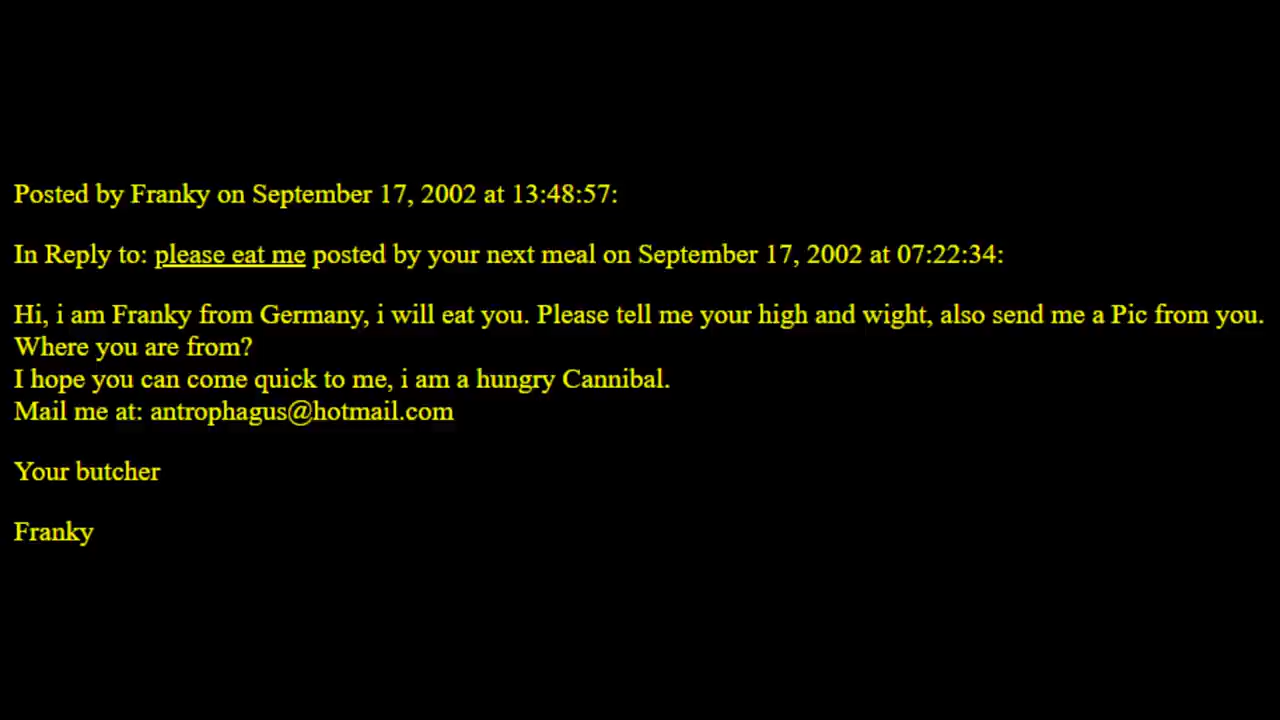 Posted by Franky on September 17, 2002 at 13:48:57:
In Reply to: please eat me posted by your next meal on September 17, 2002 at 07:22:34:
Hi, i am Franky from Germany, i will eat you. Please tell me your high and wight, also send me a Pic from you.
Where you are from?
I hope you can come quick to me, i am a hungry Cannibal.
Mail me at: antrophagus@hotmail.com
Your butcher
Franky